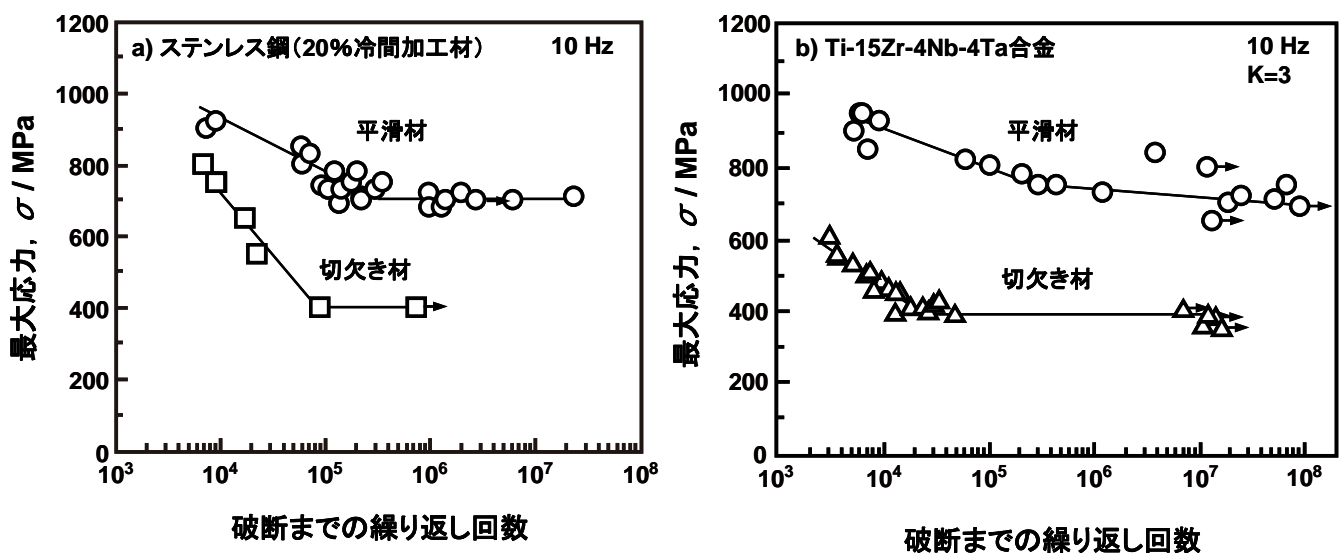 a) ステンレス鋼(20%冷間加工材) 10 Hz
平滑材
切欠き材
最大応力, σ / MPa
1200
1000
800
600
400
200
0
10³ 10⁴ 10⁵ 10⁶ 10⁷ 10⁸
破断までの繰り返し回数
b) Ti-15Zr-4Nb-4Ta合金 10 Hz
K=3
平滑材
切欠き材
最大応力, σ / MPa
1200
1000
800
600
400
200
0
10³ 10⁴ 10⁵ 10⁶ 10⁷ 10⁸
破断までの繰り返し回数